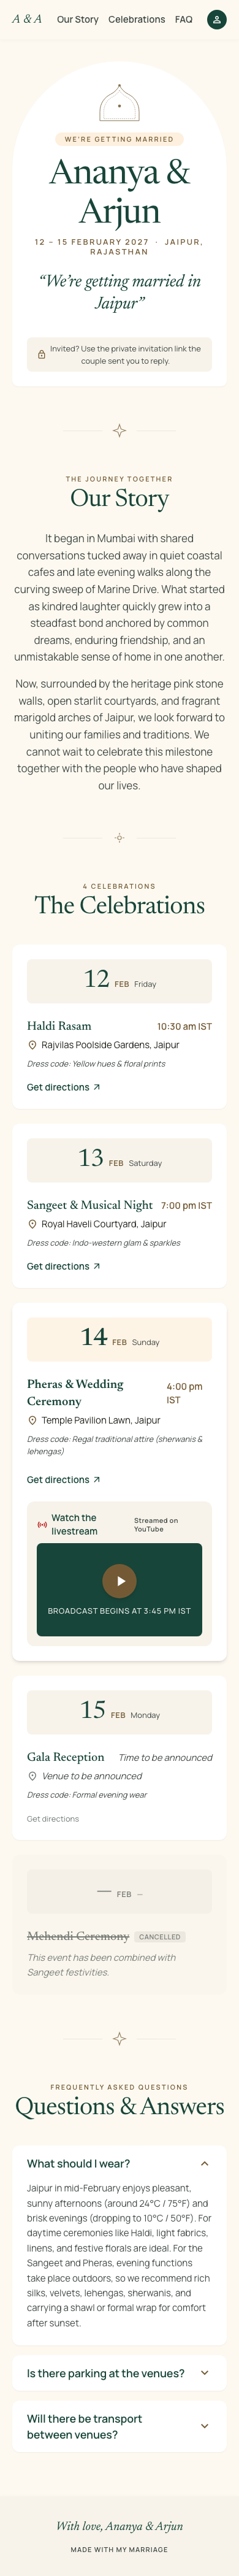 A & A Our Story Celebrations FAQ
WE'RE GETTING MARRIED
Ananya &
Arjun
12 – 15 FEBRUARY 2027 · JAIPUR,
RAJASTHAN
“We’re getting married in
Jaipur”
Invited? Use the private invitation link the
couple sent you to reply.
THE JOURNEY TOGETHER
Our Story
It began in Mumbai with shared
conversations tucked away in quiet coastal
cafes and late evening walks along the
curving sweep of Marine Drive. What started
as kindred laughter quickly grew into a
steadfast bond anchored by common
dreams, enduring friendship, and an
unmistakable sense of home in one another.
Now, surrounded by the heritage pink stone
walls, open starlit courtyards, and fragrant
marigold arches of Jaipur, we look forward to
uniting our families and traditions. We
cannot wait to celebrate this milestone
together with the people who have shaped
our lives.
4 CELEBRATIONS
The Celebrations
12 FEB Friday
Haldi Rasam 10:30 am IST
Rajvilas Poolside Gardens, Jaipur
Dress code: Yellow hues & floral prints
Get directions ↗
13 FEB Saturday
Sangeet & Musical Night 7:00 pm IST
Royal Haveli Courtyard, Jaipur
Dress code: Indo-western glam & sparkles
Get directions ↗
14 FEB Sunday
Pheras & Wedding
Ceremony
4:00 pm
IST
Temple Pavilion Lawn, Jaipur
Dress code: Regal traditional attire (sherwanis &
lehengas)
Get directions ↗
Watch the
livestream
Streamed on
YouTube
BROADCAST BEGINS AT 3:45 PM IST
15 FEB Monday
Gala Reception Time to be announced
Venue to be announced
Dress code: Formal evening wear
Get directions
— FEB –
Mehendi Ceremony CANCELLED
This event has been combined with
Sangeet festivities.
FREQUENTLY ASKED QUESTIONS
Questions & Answers
What should I wear?
Jaipur in mid-February enjoys pleasant,
sunny afternoons (around 24°C / 75°F) and
brisk evenings (dropping to 10°C / 50°F). For
daytime ceremonies like Haldi, light fabrics,
linens, and festive florals are ideal. For the
Sangeet and Pheras, evening functions
take place outdoors, so we recommend rich
silks, velvets, lehengas, sherwanis, and
carrying a shawl or formal wrap for comfort
after sunset.
Is there parking at the venues?
Will there be transport
between venues?
With love, Ananya & Arjun
MADE WITH MY MARRIAGE